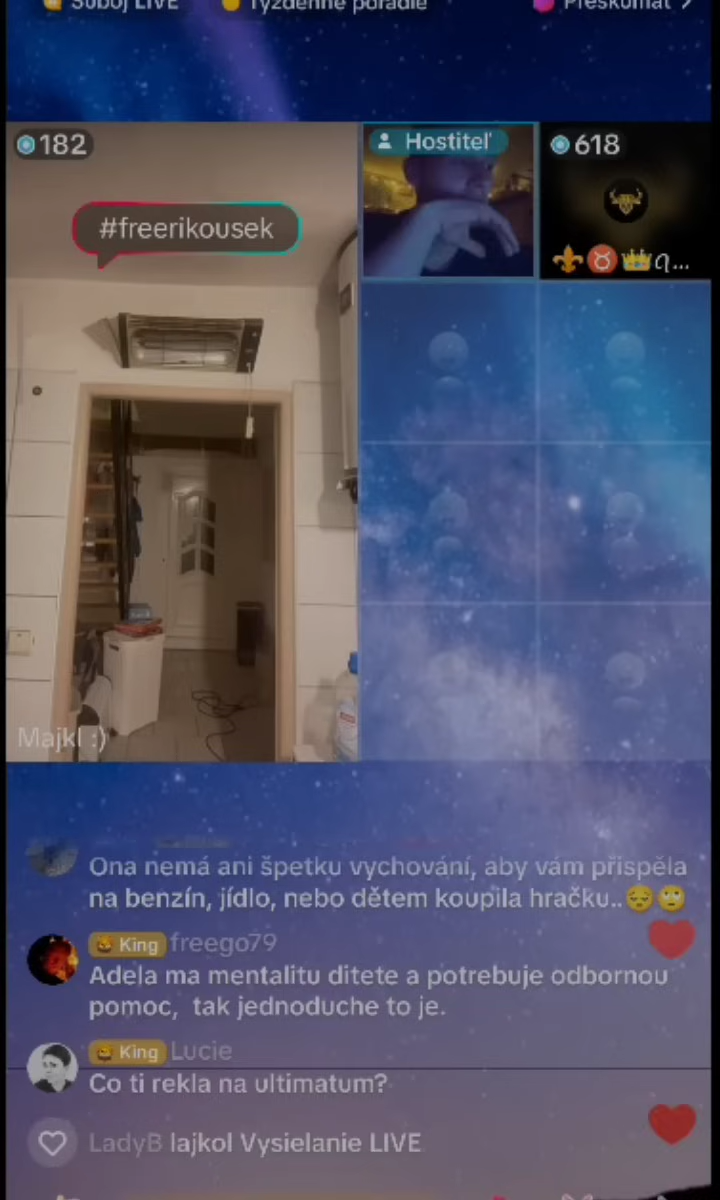 Súboj LIVE
Týždenné poradie
Preskúmať
182
Hostiteľ
618
#freerikousek
Majkl :)
Ona nemá ani špetku vychování, aby vám přispěla
na benzín, jídlo, nebo dětem koupila hračku..😔🙄
King freego79
Adela ma mentalitu ditete a potrebuje odbornou
pomoc, tak jednoduche to je.
King Lucie
Co ti rekla na ultimatum?
LadyB lajkol Vysielanie LIVE